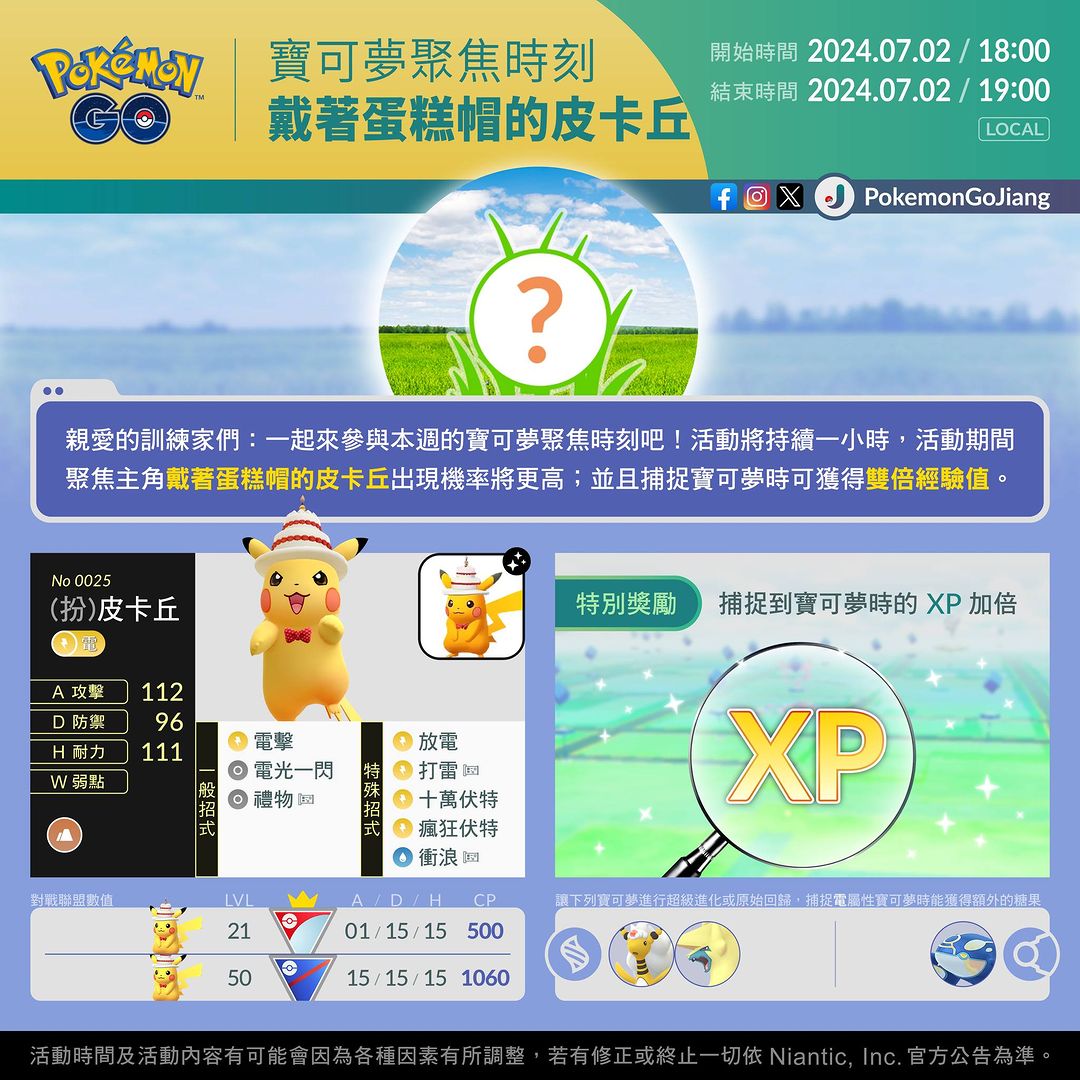 POKÉMON GO
寶可夢聚焦時刻
戴著蛋糕帽的皮卡丘
開始時間 2024.07.02 / 18:00
結束時間 2024.07.02 / 19:00
LOCAL
PokemonGoJiang
?
親愛的訓練家們：一起來參與本週的寶可夢聚焦時刻吧！活動將持續一小時，活動期間
聚焦主角戴著蛋糕帽的皮卡丘出現機率將更高；並且捕捉寶可夢時可獲得雙倍經驗值。
No 0025
(扮)皮卡丘
電
A 攻擊 112
D 防禦 96
H 耐力 111
W 弱點
一般招式
電擊
電光一閃
禮物
特殊招式
放電
打雷
十萬伏特
瘋狂伏特
衝浪
特別獎勵 捕捉到寶可夢時的 XP 加倍
XP
對戰聯盟數值 LVL A / D / H CP
21 01 / 15 / 15 500
50 15 / 15 / 15 1060
讓下列寶可夢進行超級進化或原始回歸，捕捉電屬性寶可夢時能獲得額外的糖果
活動時間及活動內容有可能會因為各種因素有所調整，若有修正或終止一切依 Niantic, Inc. 官方公告為準。